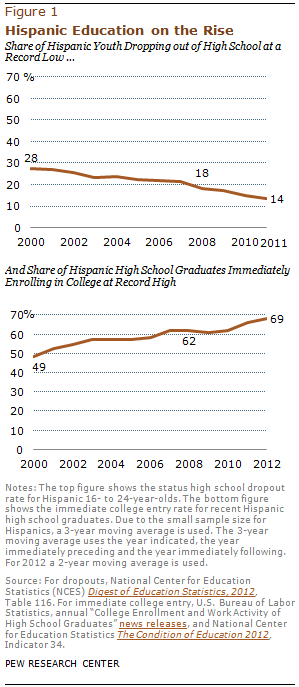 Figure 1
Hispanic Education on the Rise
Share of Hispanic Youth Dropping out of High School at a
Record Low ...
70 %
60
50
40
30
28
20
18
10
14
0
2000 2002 2004 2006 2008 2010 2011
And Share of Hispanic High School Graduates Immediately
Enrolling in College at Record High
70%
69
60
62
50
49
40
30
20
10
0
2000 2002 2004 2006 2008 2010 2012
Notes: The top figure shows the status high school dropout
rate for Hispanic 16- to 24-year-olds. The bottom figure
shows the immediate college entry rate for recent Hispanic
high school graduates. Due to the small sample size for
Hispanics, a 3-year moving average is used. The 3-year
moving average uses the year indicated, the year
immediately preceding and the year immediately following.
For 2012 a 2-year moving average is used.
Source: For dropouts, National Center for Education
Statistics (NCES) Digest of Education Statistics, 2012,
Table 116. For immediate college entry, U.S. Bureau of Labor
Statistics, annual "College Enrollment and Work Activity of
High School Graduates" news releases, and National Center
for Education Statistics The Condition of Education 2012,
Indicator 34.
PEW RESEARCH CENTER